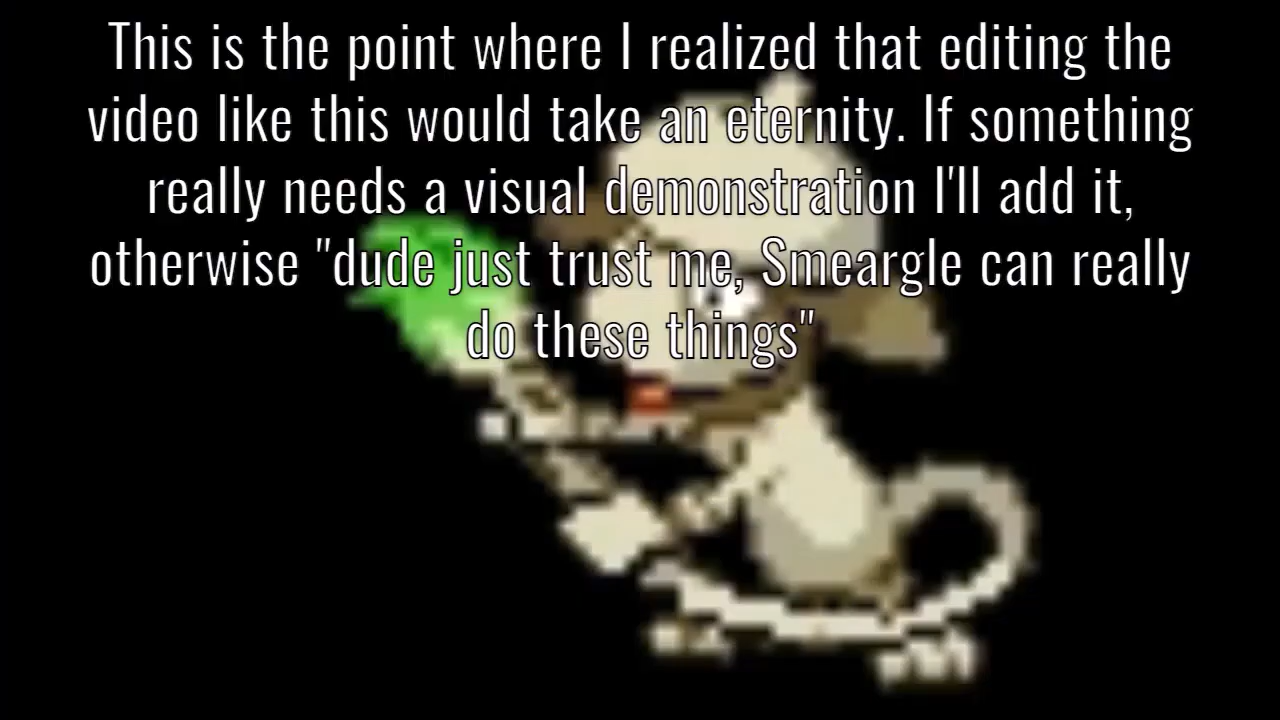 This is the point where I realized that editing the
video like this would take an eternity. If something
really needs a visual demonstration I'll add it,
otherwise "dude just trust me, Smeargle can really
do these things"